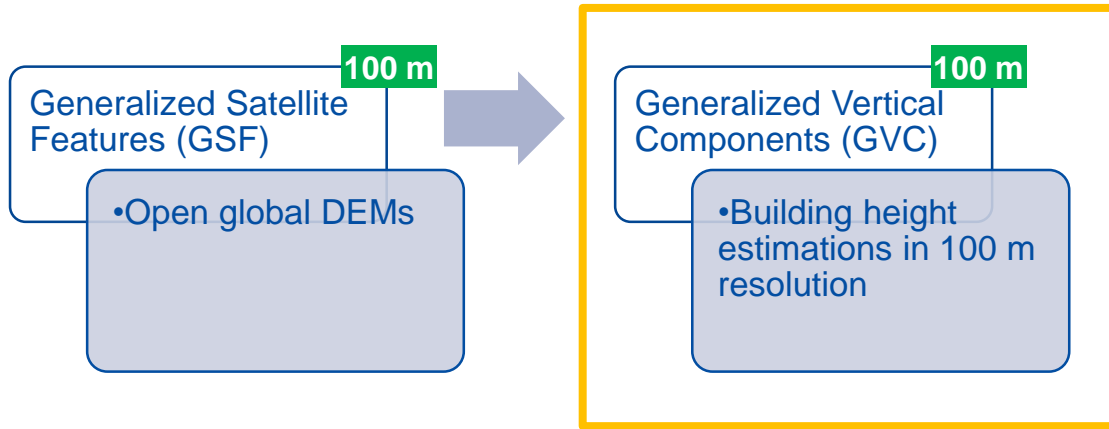 100 m
Generalized Satellite
Features (GSF)
•Open global DEMs
100 m
Generalized Vertical
Components (GVC)
•Building height
estimations in 100 m
resolution